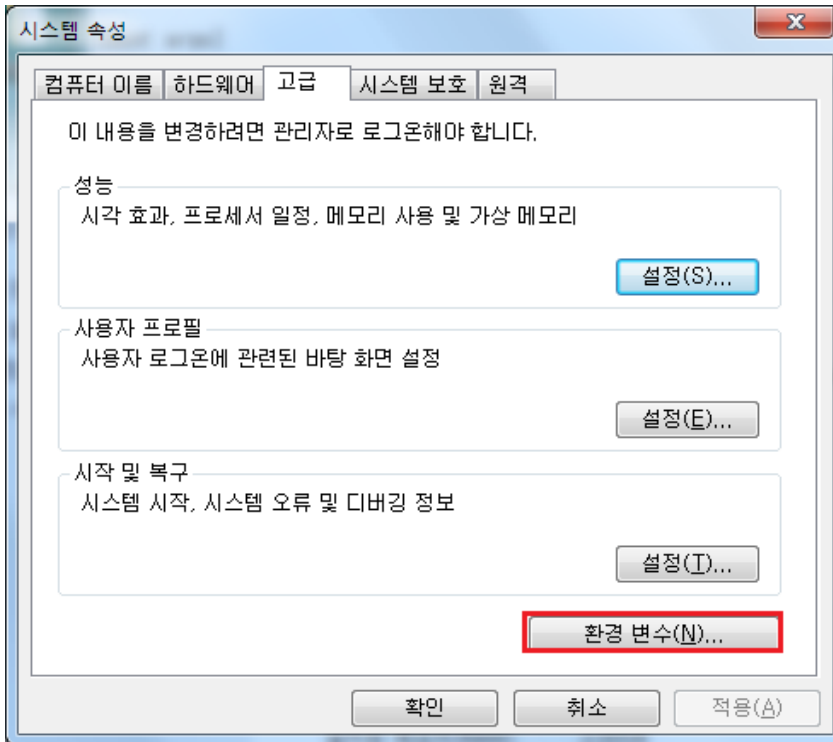 시스템 속성
컴퓨터 이름 하드웨어 고급 시스템 보호 원격
이 내용을 변경하려면 관리자로 로그온해야 합니다.
성능
시각 효과, 프로세서 일정, 메모리 사용 및 가상 메모리
설정(S)...
사용자 프로필
사용자 로그온에 관련된 바탕 화면 설정
설정(E)...
시작 및 복구
시스템 시작, 시스템 오류 및 디버깅 정보
설정(T)...
환경 변수(N)...
확인 취소 적용(A)